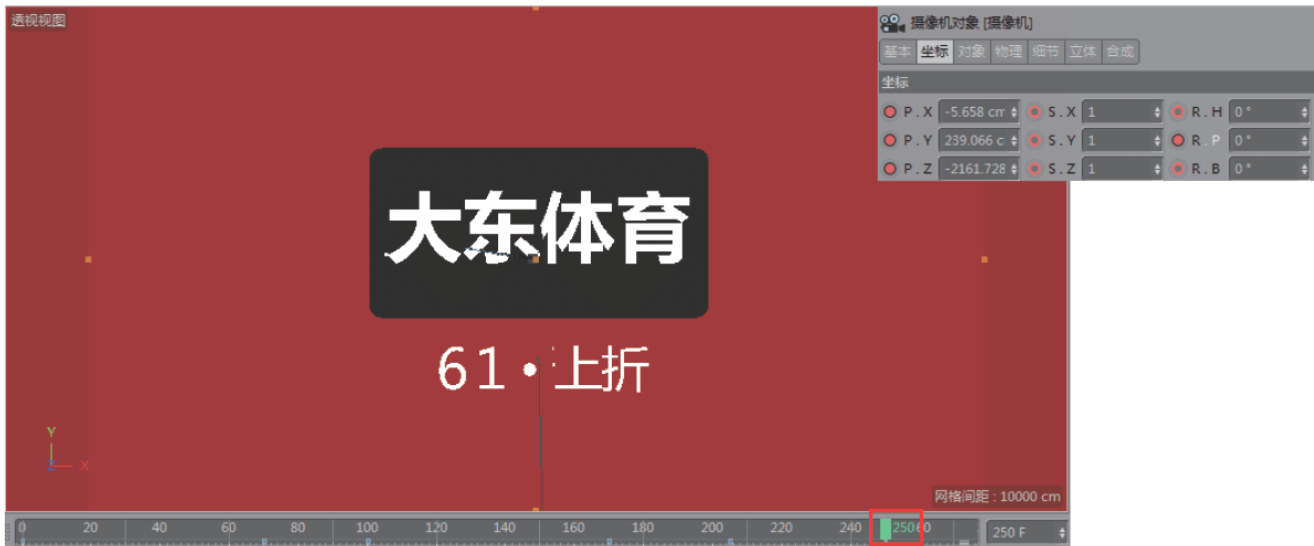 透视视图
摄像机对象 [摄像机]
基本 坐标 对象 物理 细节 立体 合成
坐标
P . X -5.658 cm S . X 1 R . H 0 °
P . Y 239.066 c S . Y 1 R . P 0 °
P . Z -2161.728 S . Z 1 R . B 0 °
大东体育
61•上折
Y
Z X
网格间距 : 10000 cm
0 20 40 60 80 100 120 140 160 180 200 220 240 250 60 250 F